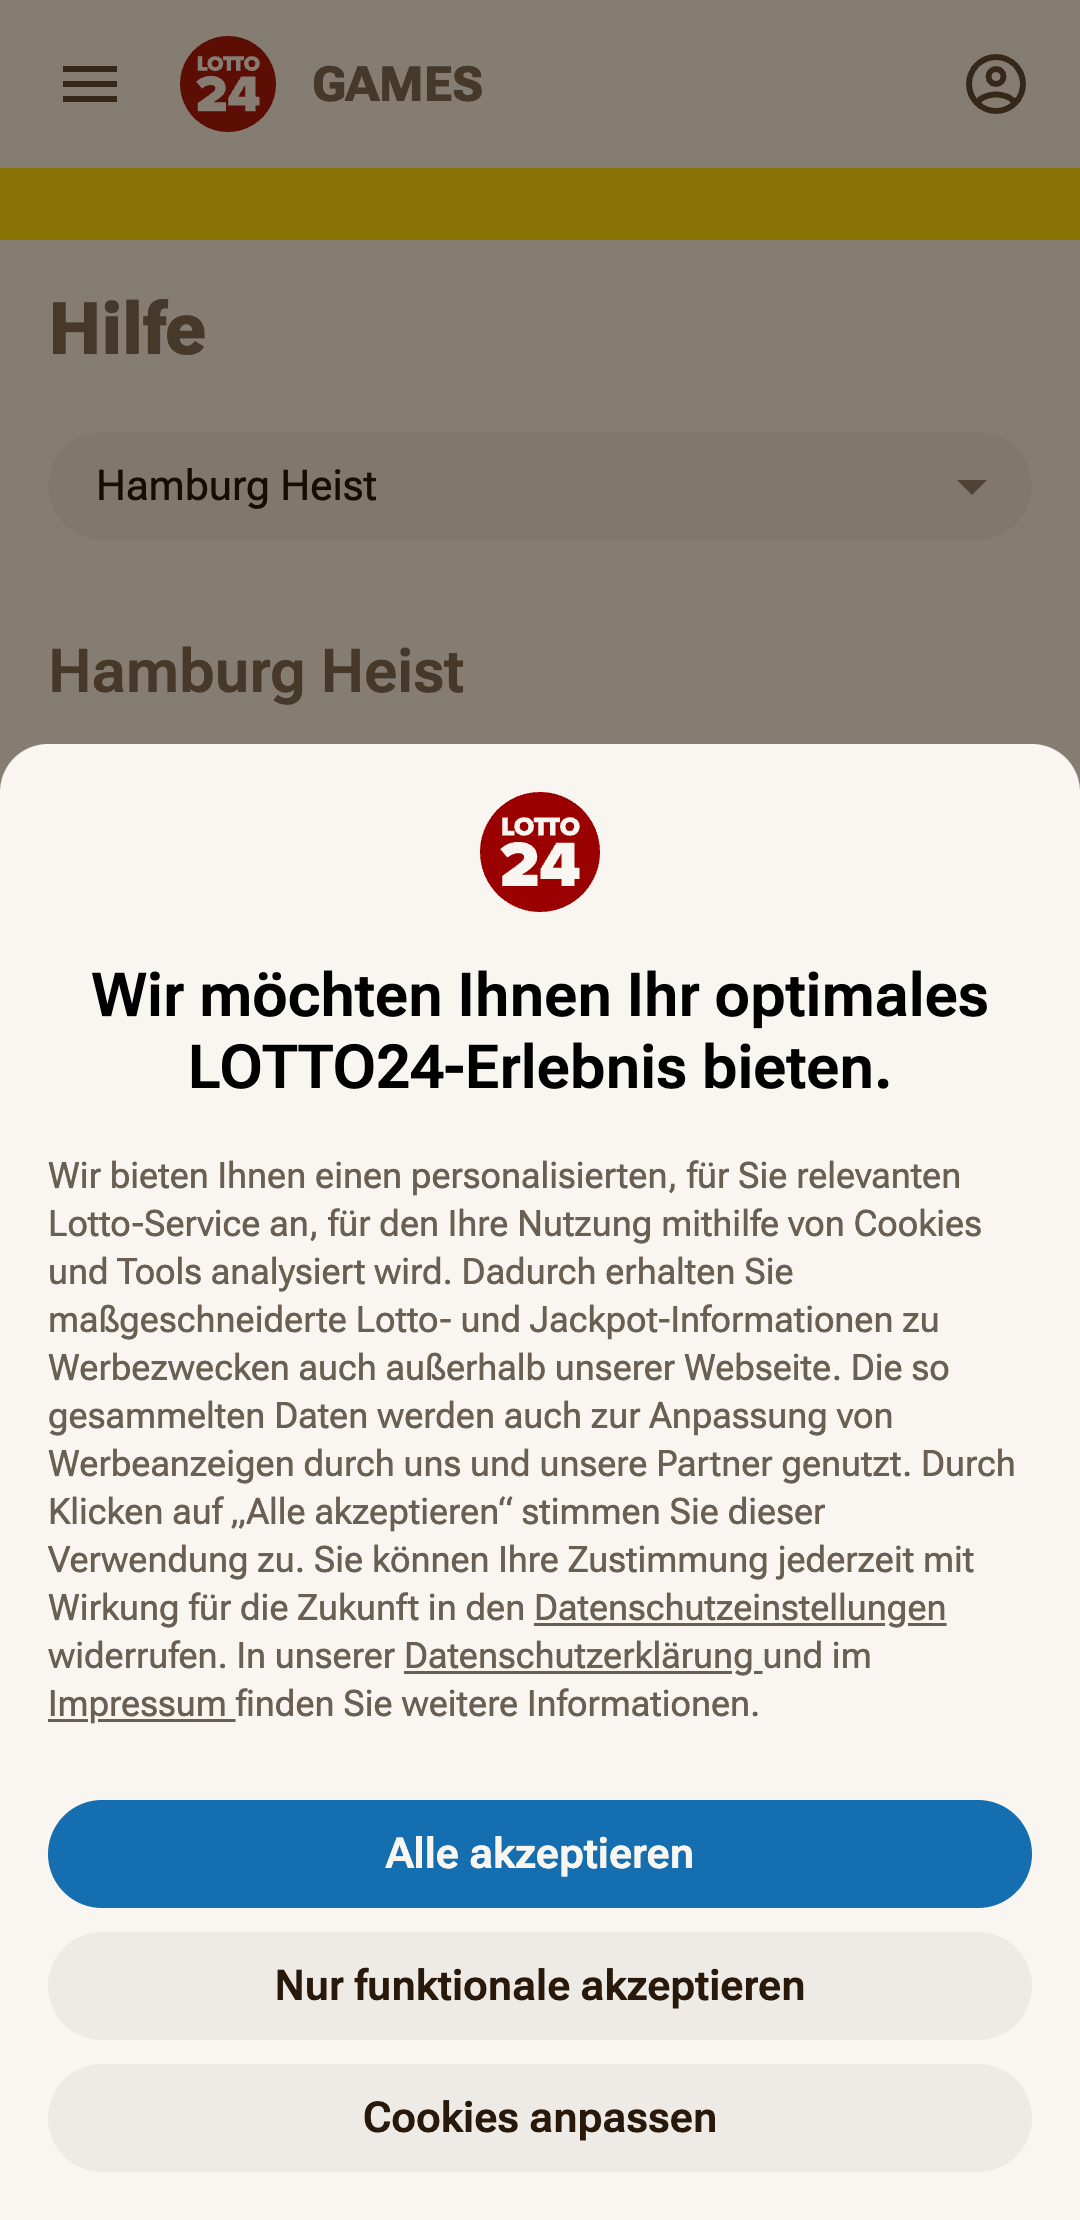 LOTTO
24
GAMES
Hilfe
Hamburg Heist
Hamburg Heist
LOTTO
24
Wir möchten Ihnen Ihr optimales
LOTTO24-Erlebnis bieten.
Wir bieten Ihnen einen personalisierten, für Sie relevanten
Lotto-Service an, für den Ihre Nutzung mithilfe von Cookies
und Tools analysiert wird. Dadurch erhalten Sie
maßgeschneiderte Lotto- und Jackpot-Informationen zu
Werbezwecken auch außerhalb unserer Webseite. Die so
gesammelten Daten werden auch zur Anpassung von
Werbeanzeigen durch uns und unsere Partner genutzt. Durch
Klicken auf „Alle akzeptieren“ stimmen Sie dieser
Verwendung zu. Sie können Ihre Zustimmung jederzeit mit
Wirkung für die Zukunft in den Datenschutzeinstellungen
widerrufen. In unserer Datenschutzerklärung und im
Impressum finden Sie weitere Informationen.
Alle akzeptieren
Nur funktionale akzeptieren
Cookies anpassen